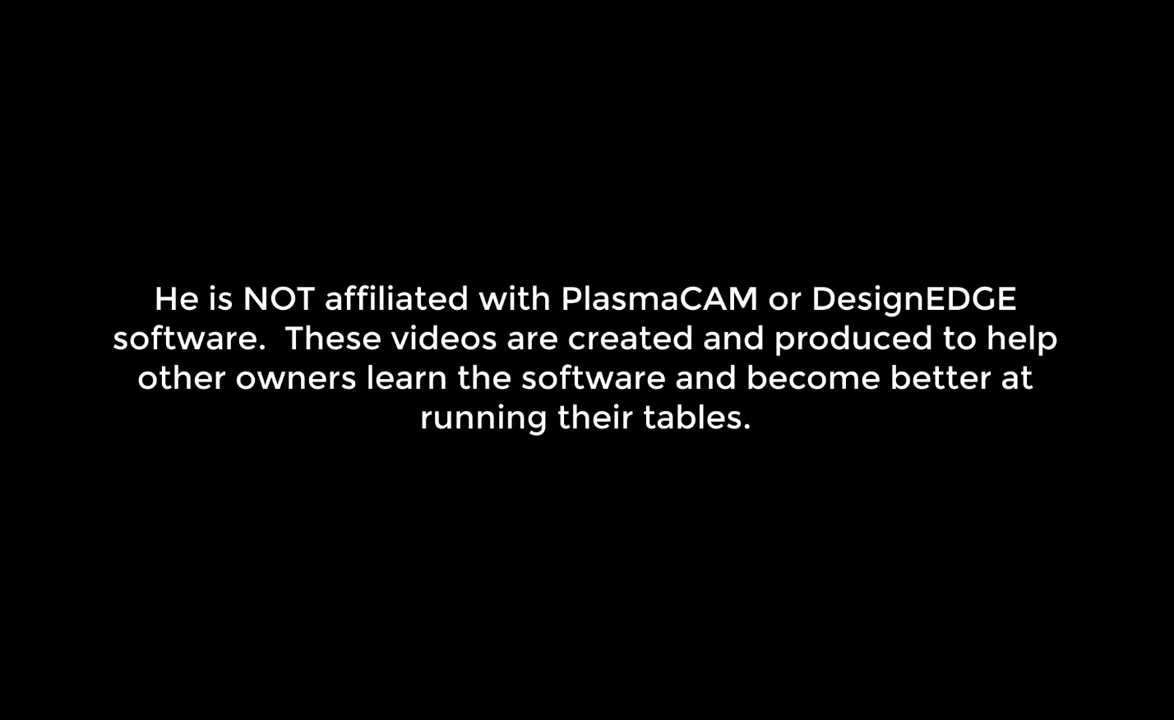 He is NOT affiliated with PlasmaCAM or DesignEDGE
software.  These videos are created and produced to help
other owners learn the software and become better at
running their tables.